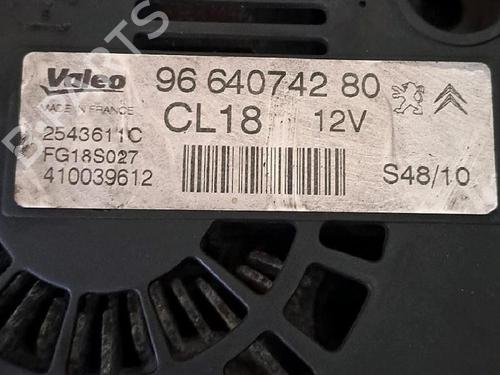 Valeo 96 640742 80
MADE IN FRANCE CL18 12V
2543611C
FG18S027
410039612 S48/10